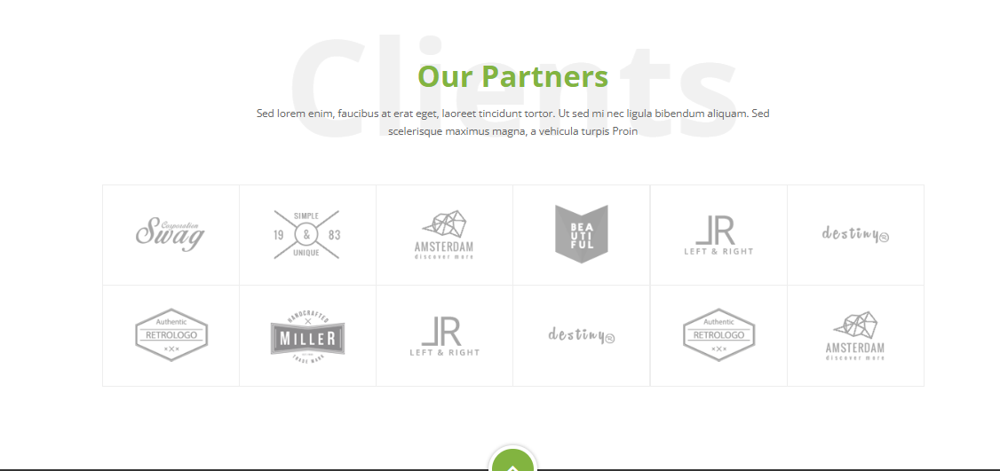 Clients
Our Partners
Sed lorem enim, faucibus at erat eget, laoreet tincidunt tortor. Ut sed mi nec ligula bibendum aliquam. Sed
scelerisque maximus magna, a vehicula turpis Proin
Corporation
Swag
SIMPLE
19 & 83
UNIQUE
AMSTERDAM
discover more
BEA
UTI
FUL
LR
LEFT & RIGHT
destiny
Authentic
RETROLOGO
HANDCRAFTED
MILLER
TRADE MARK
LR
LEFT & RIGHT
destiny
Authentic
RETROLOGO
AMSTERDAM
discover more